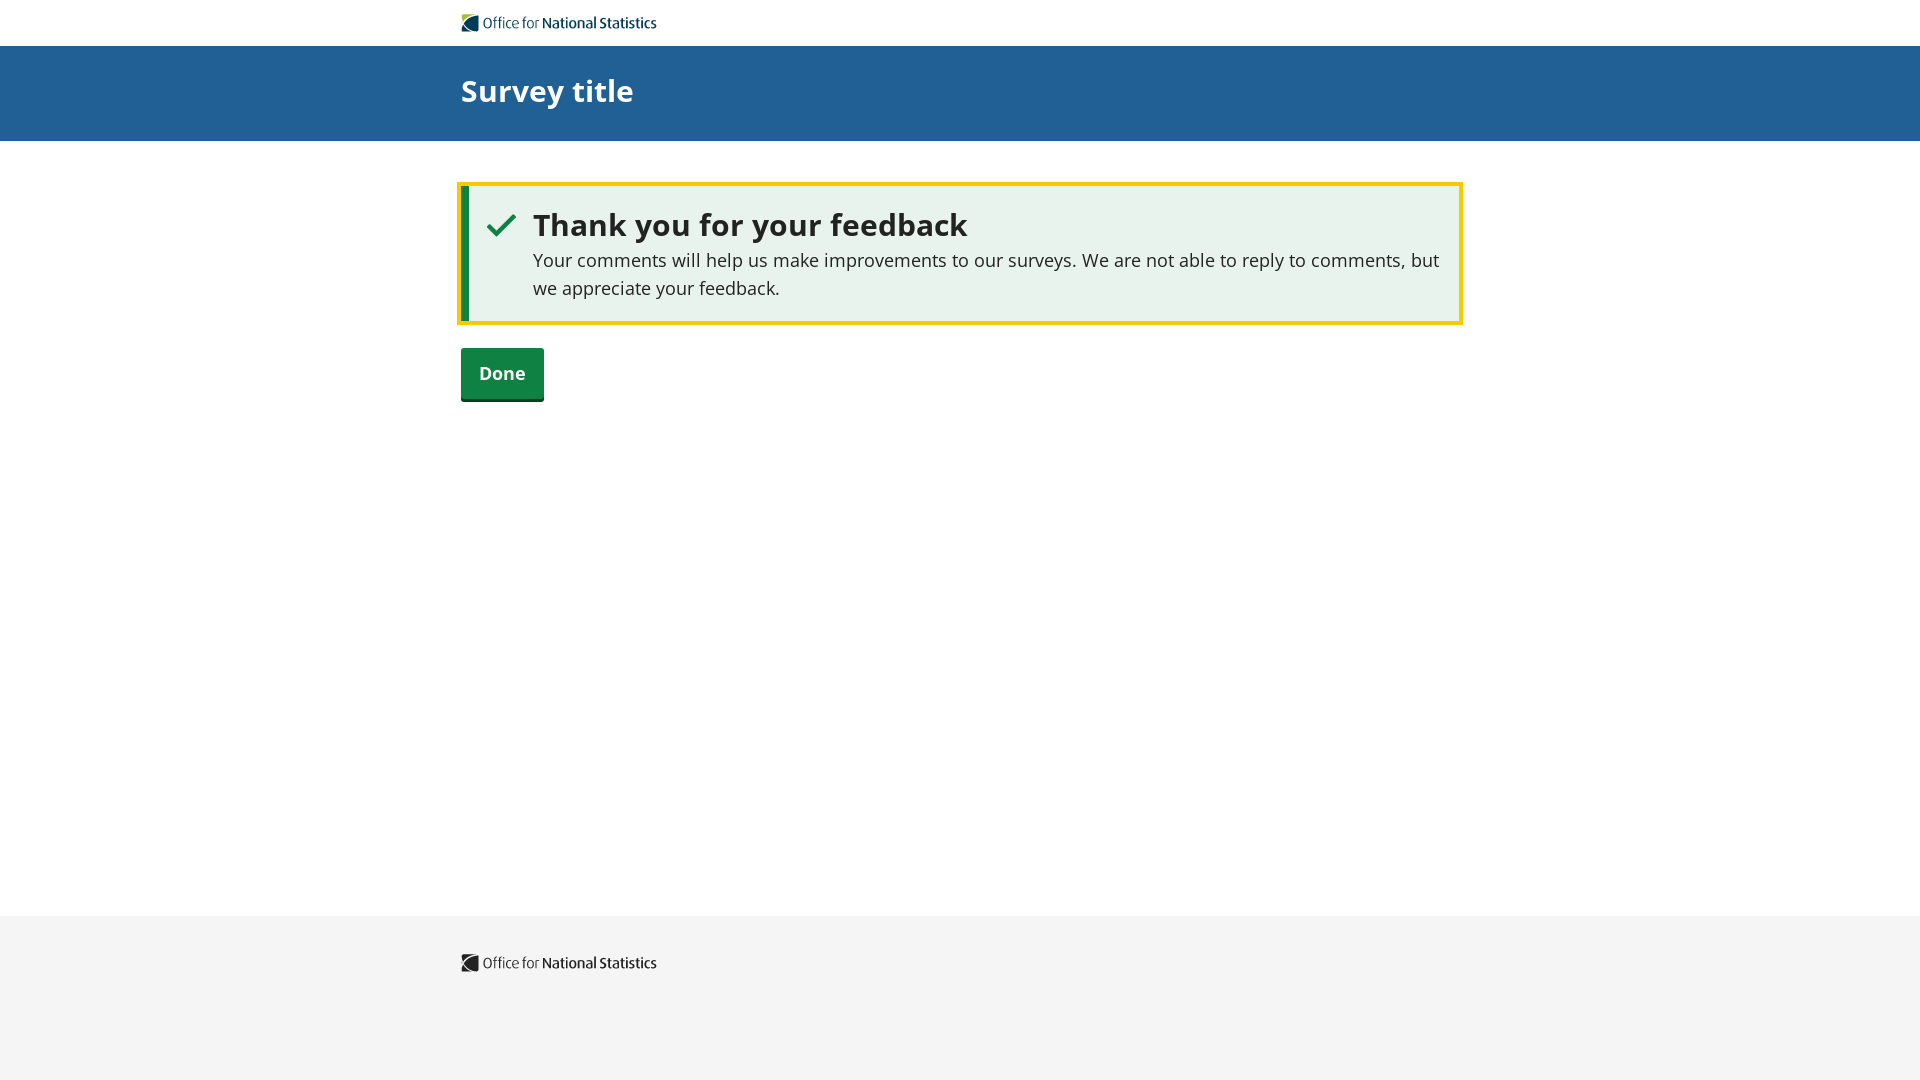 Office for National Statistics
Survey title
Thank you for your feedback
Your comments will help us make improvements to our surveys. We are not able to reply to comments, but
we appreciate your feedback.
Done
Office for National Statistics